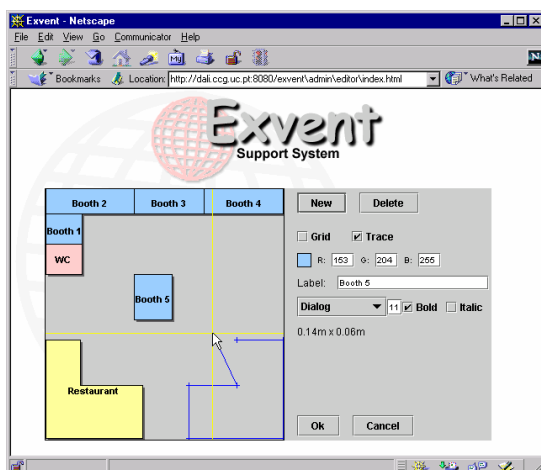 Exvent - Netscape
File Edit View Go Communicator Help
Bookmarks Location: http://dali.ccg.uc.pt:8080/exvent\admin\editor\index.html What's Related
Exvent
Support System
Booth 2 Booth 3 Booth 4 New Delete
Booth 1 Grid Trace
WC R: 153 G: 204 B: 255
Label: Booth 5
Booth 5 Dialog 11 Bold Italic
0.14m x 0.06m
Restaurant
Ok Cancel